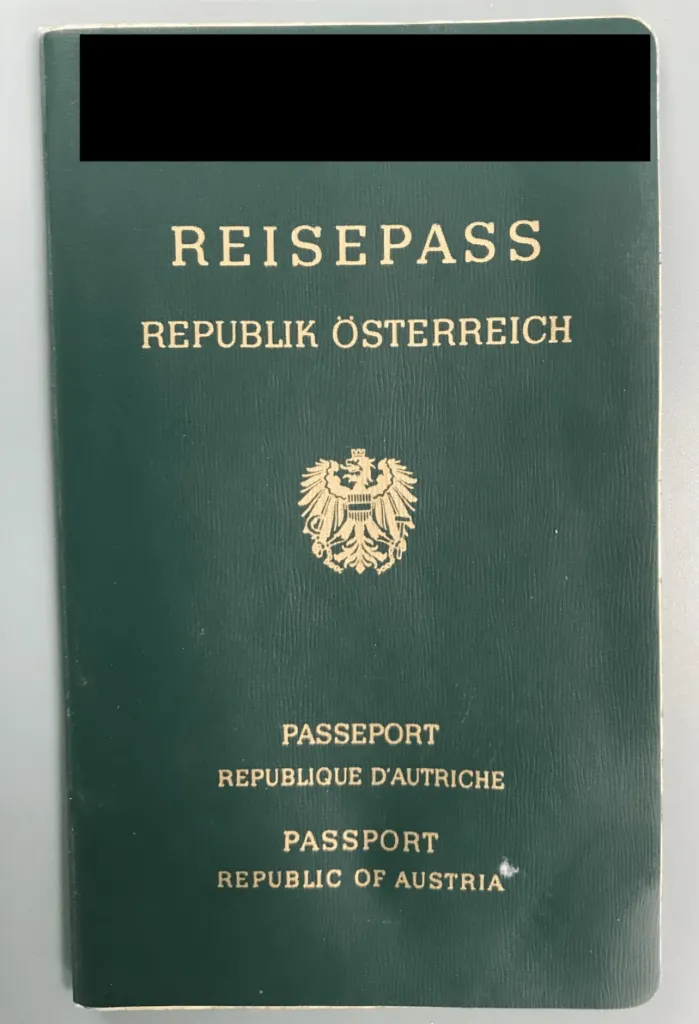 REISEPASS
REPUBLIK ÖSTERREICH
PASSEPORT
REPUBLIQUE D'AUTRICHE
PASSPORT
REPUBLIC OF AUSTRIA